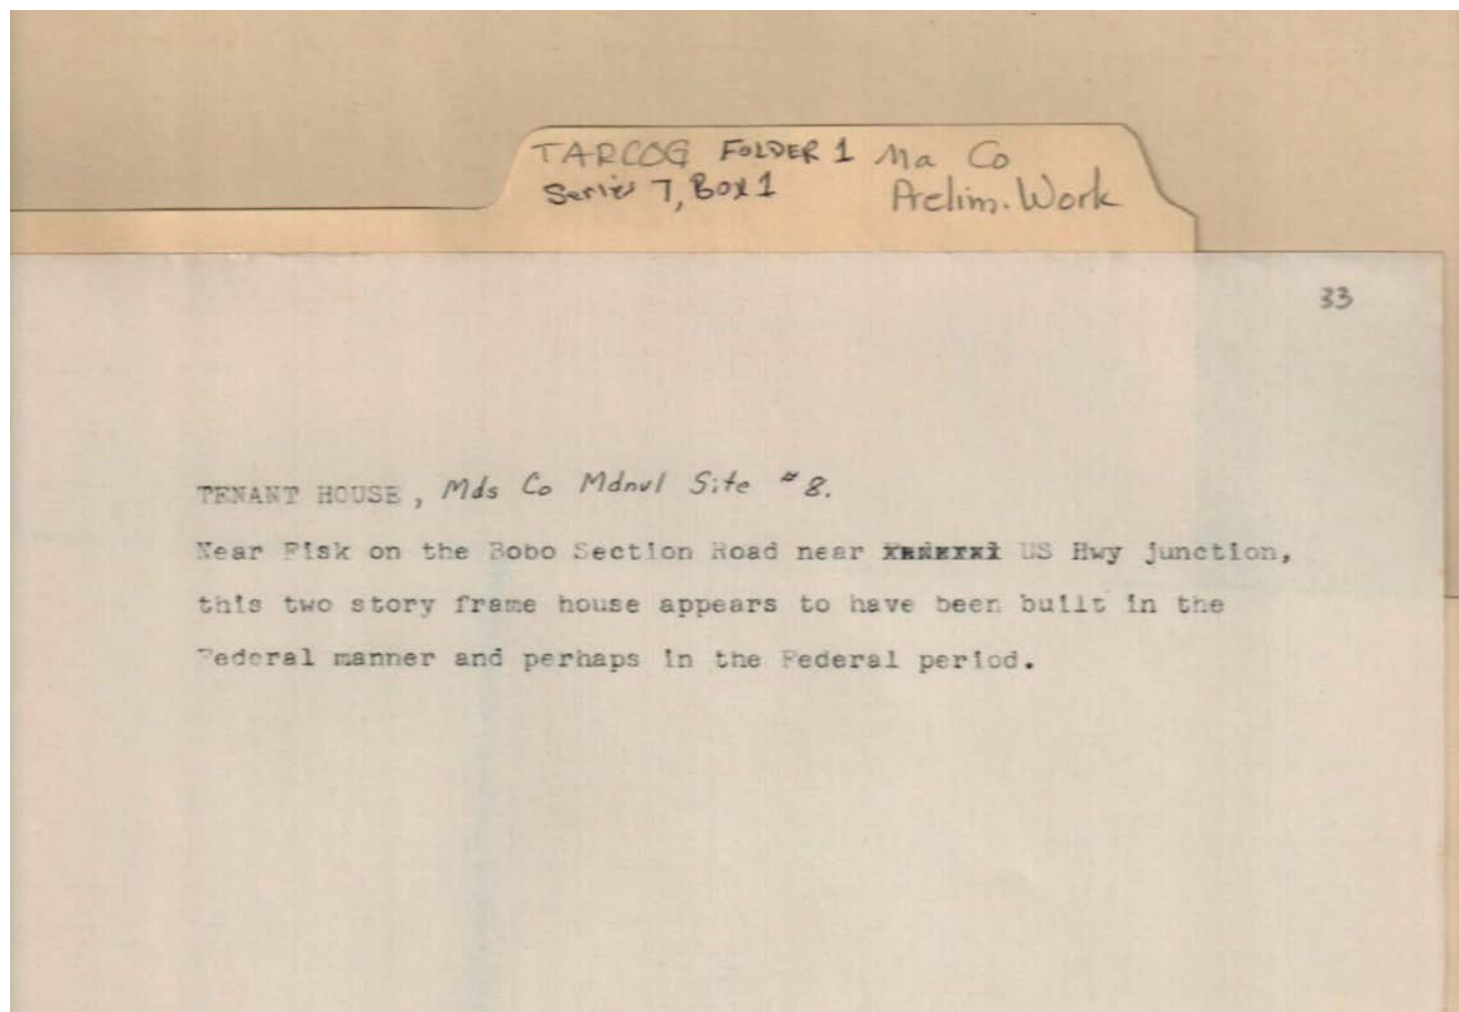 TARCOG FOLDER 1 Ma Co
Series 7, Box 1 Prelim. Work
33
TENANT HOUSE, Mds Co Mdnvl Site #8.
Near Fisk on the Bobo Section Road near US Hwy junction,
this two story frame house appears to have been built in the
Federal manner and perhaps in the Federal period.